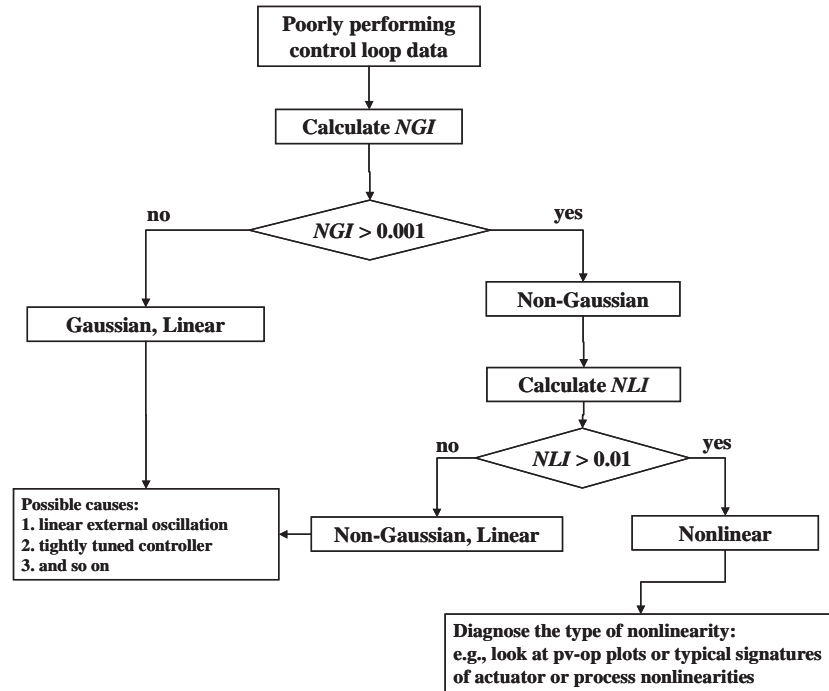 Poorly performing
control loop data
Calculate NGI
no
NGI > 0.001
yes
Gaussian, Linear
Non-Gaussian
Calculate NLI
no
NLI > 0.01
yes
Possible causes:
1. linear external oscillation
2. tightly tuned controller
3. and so on
Non-Gaussian, Linear
Nonlinear
Diagnose the type of nonlinearity:
e.g., look at pv-op plots or typical signatures
of actuator or process nonlinearities